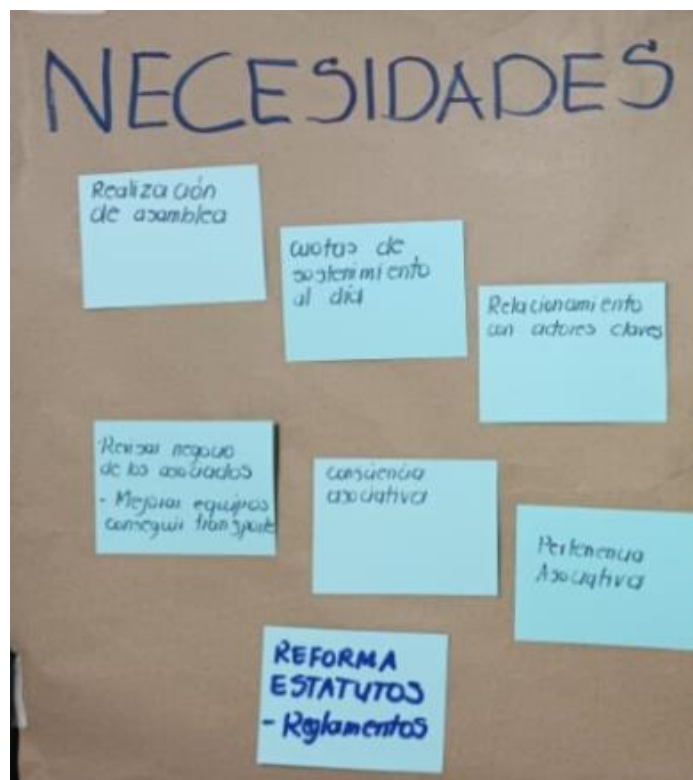 NECESIDADES
Realización
de asamblea
cuotas de
sostenimiento
al día
Relacionamiento
con actores claves
-Revisar negocio
de los asociados
- Mejorar equipos
conseguir transporte
consciencia
asociativa
Pertenencia
Asociativa
REFORMA
ESTATUTOS
- Reglamentos